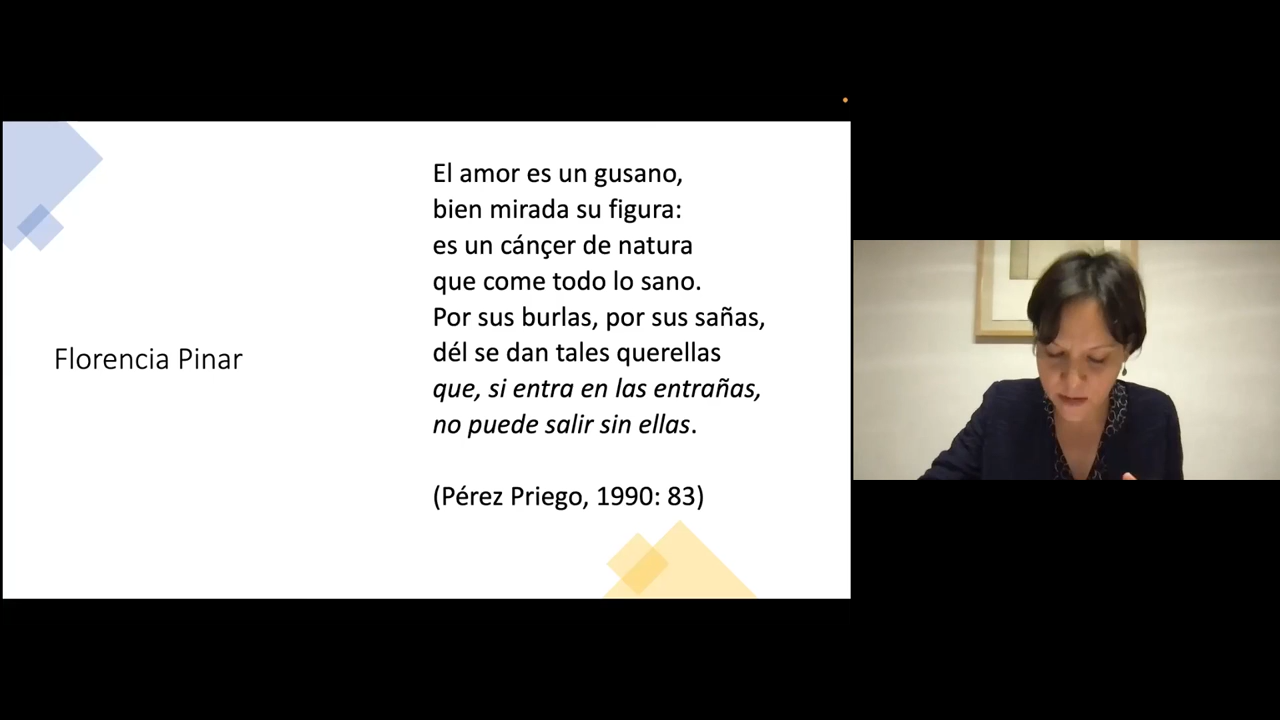 Florencia Pinar
El amor es un gusano,
bien mirada su figura:
es un cánçer de natura
que come todo lo sano.
Por sus burlas, por sus sañas,
dél se dan tales querellas
que, si entra en las entrañas,
no puede salir sin ellas.
(Pérez Priego, 1990: 83)